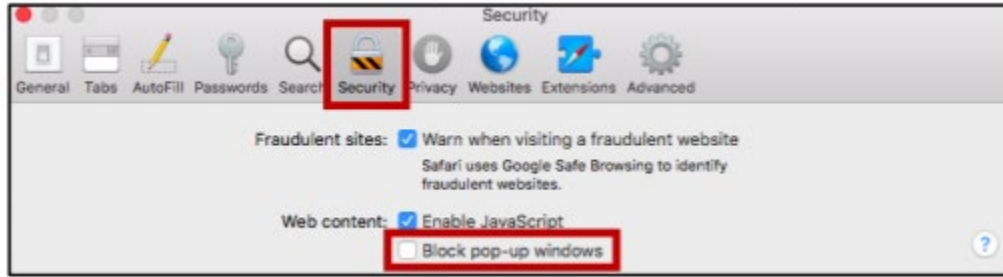 Security
General Tabs AutoFill Passwords Search Security Privacy Websites Extensions Advanced
Fraudulent sites: Warn when visiting a fraudulent website
Safari uses Google Safe Browsing to identify
fraudulent websites.
Web content: Enable JavaScript
Block pop-up windows
?